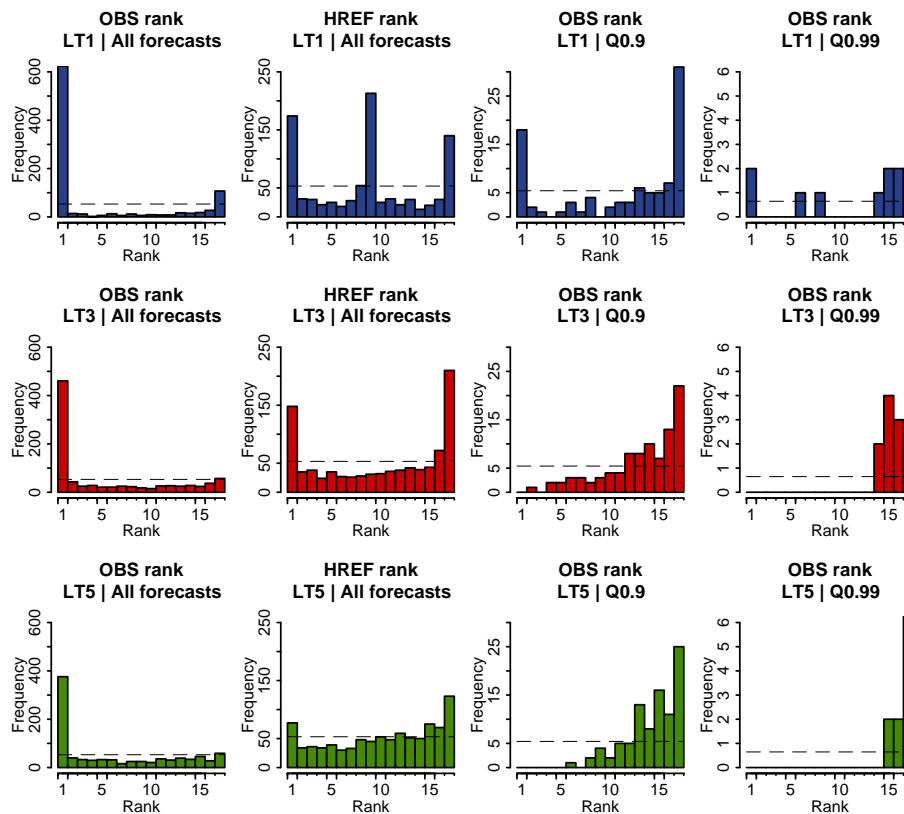 OBS rank
LT1 | All forecasts
Frequency
0 200 400 600
1 5 10 15
Rank
HREF rank
LT1 | All forecasts
Frequency
0 50 150 250
1 5 10 15
Rank
OBS rank
LT1 | Q0.9
Frequency
0 5 15 25
1 5 10 15
Rank
OBS rank
LT1 | Q0.99
Frequency
0 1 2 3 4 5 6
1 5 10 15
Rank
OBS rank
LT3 | All forecasts
Frequency
0 200 400 600
1 5 10 15
Rank
HREF rank
LT3 | All forecasts
Frequency
0 50 150 250
1 5 10 15
Rank
OBS rank
LT3 | Q0.9
Frequency
0 5 15 25
1 5 10 15
Rank
OBS rank
LT3 | Q0.99
Frequency
0 1 2 3 4 5 6
1 5 10 15
Rank
OBS rank
LT5 | All forecasts
Frequency
0 200 400 600
1 5 10 15
Rank
HREF rank
LT5 | All forecasts
Frequency
0 50 150 250
1 5 10 15
Rank
OBS rank
LT5 | Q0.9
Frequency
0 5 15 25
1 5 10 15
Rank
OBS rank
LT5 | Q0.99
Frequency
0 1 2 3 4 5 6
1 5 10 15
Rank